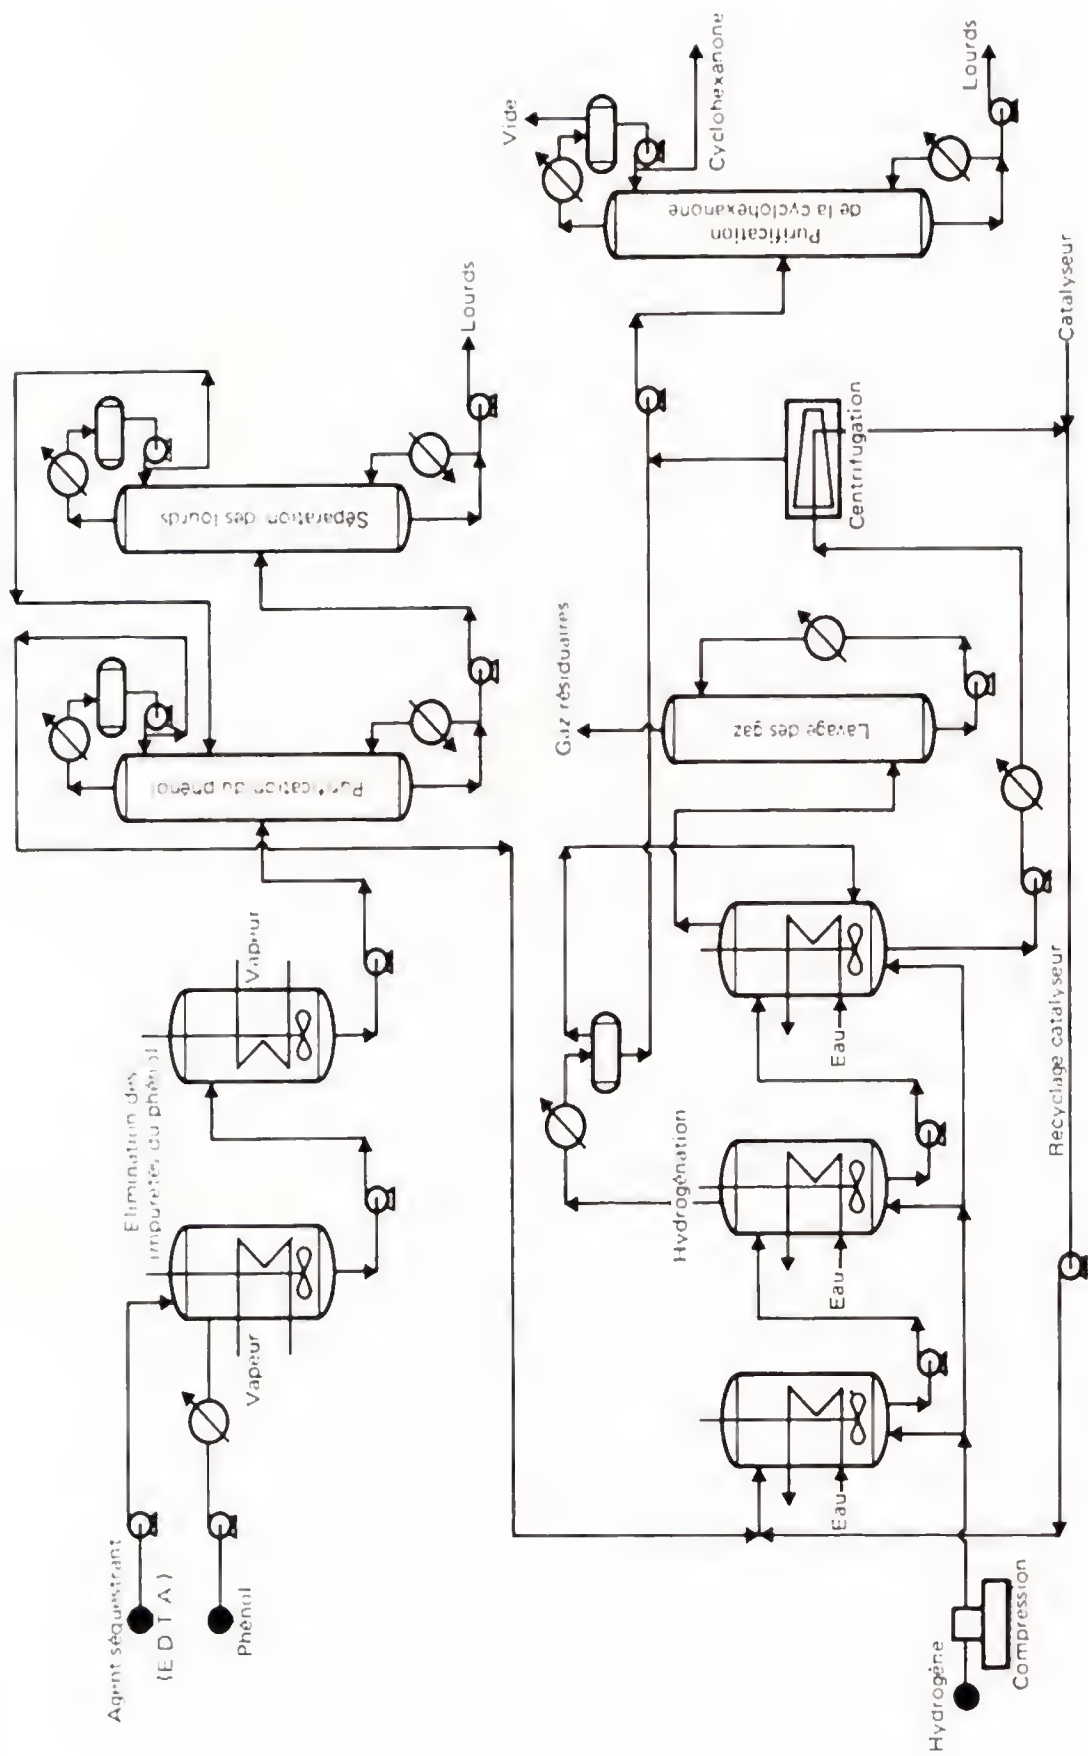 Agent séquestrant
(E D T A)
Phénol
Elimination des
impuretés du phénol
Vapeur
Vapeur
Purification du phénol
Séparation des lourds
Lourds
Hydrogène
Compression
Eau
Eau
Eau
Hydrogénation
Gaz résiduaires
Lavage des gaz
Centrifugation
Recyclage catalyseur
Catalyseur
Vide
Purification
de la cyclohexanone
Cyclohexanone
Lourds